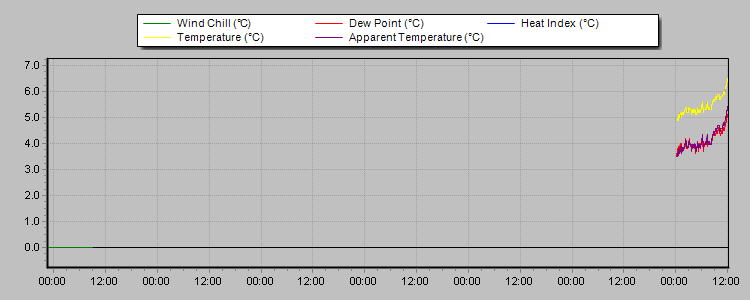 Wind Chill (°C) Dew Point (°C) Heat Index (°C)
Temperature (°C) Apparent Temperature (°C)
7.0
6.0
5.0
4.0
3.0
2.0
1.0
0.0
00:00 12:00 00:00 12:00 00:00 12:00 00:00 12:00 00:00 12:00 00:00 12:00 00:00 12:00